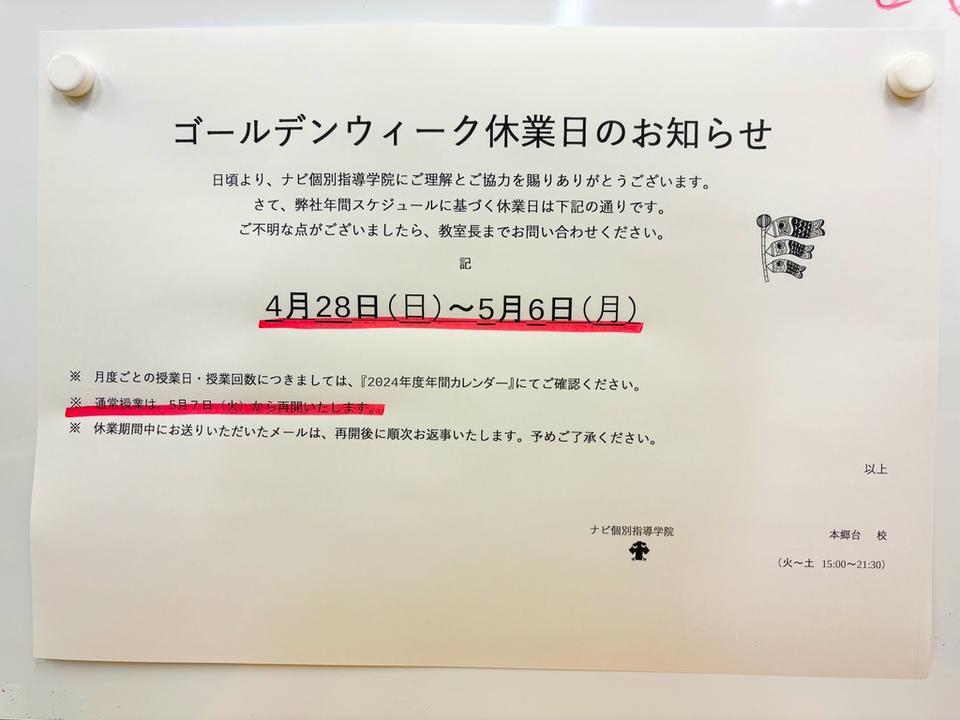 ゴールデンウィーク休業日のお知らせ
日頃より、ナビ個別指導学院にご理解とご協力を賜りありがとうございます。
さて、弊社年間スケジュールに基づく休業日は下記の通りです。
ご不明な点がございましたら、教室長までお問い合わせください。
記
4月28日(日)～5月6日(月)
※ 月度ごとの授業日・授業回数につきましては、『2024年度年間カレンダー』にてご確認ください。
※ 通常授業は、5月7日（火）から再開いたします。
※ 休業期間中にお送りいただいたメールは、再開後に順次お返事いたします。予めご了承ください。
以上
ナビ個別指導学院 本郷台 校
（火～土 15:00～21:30）